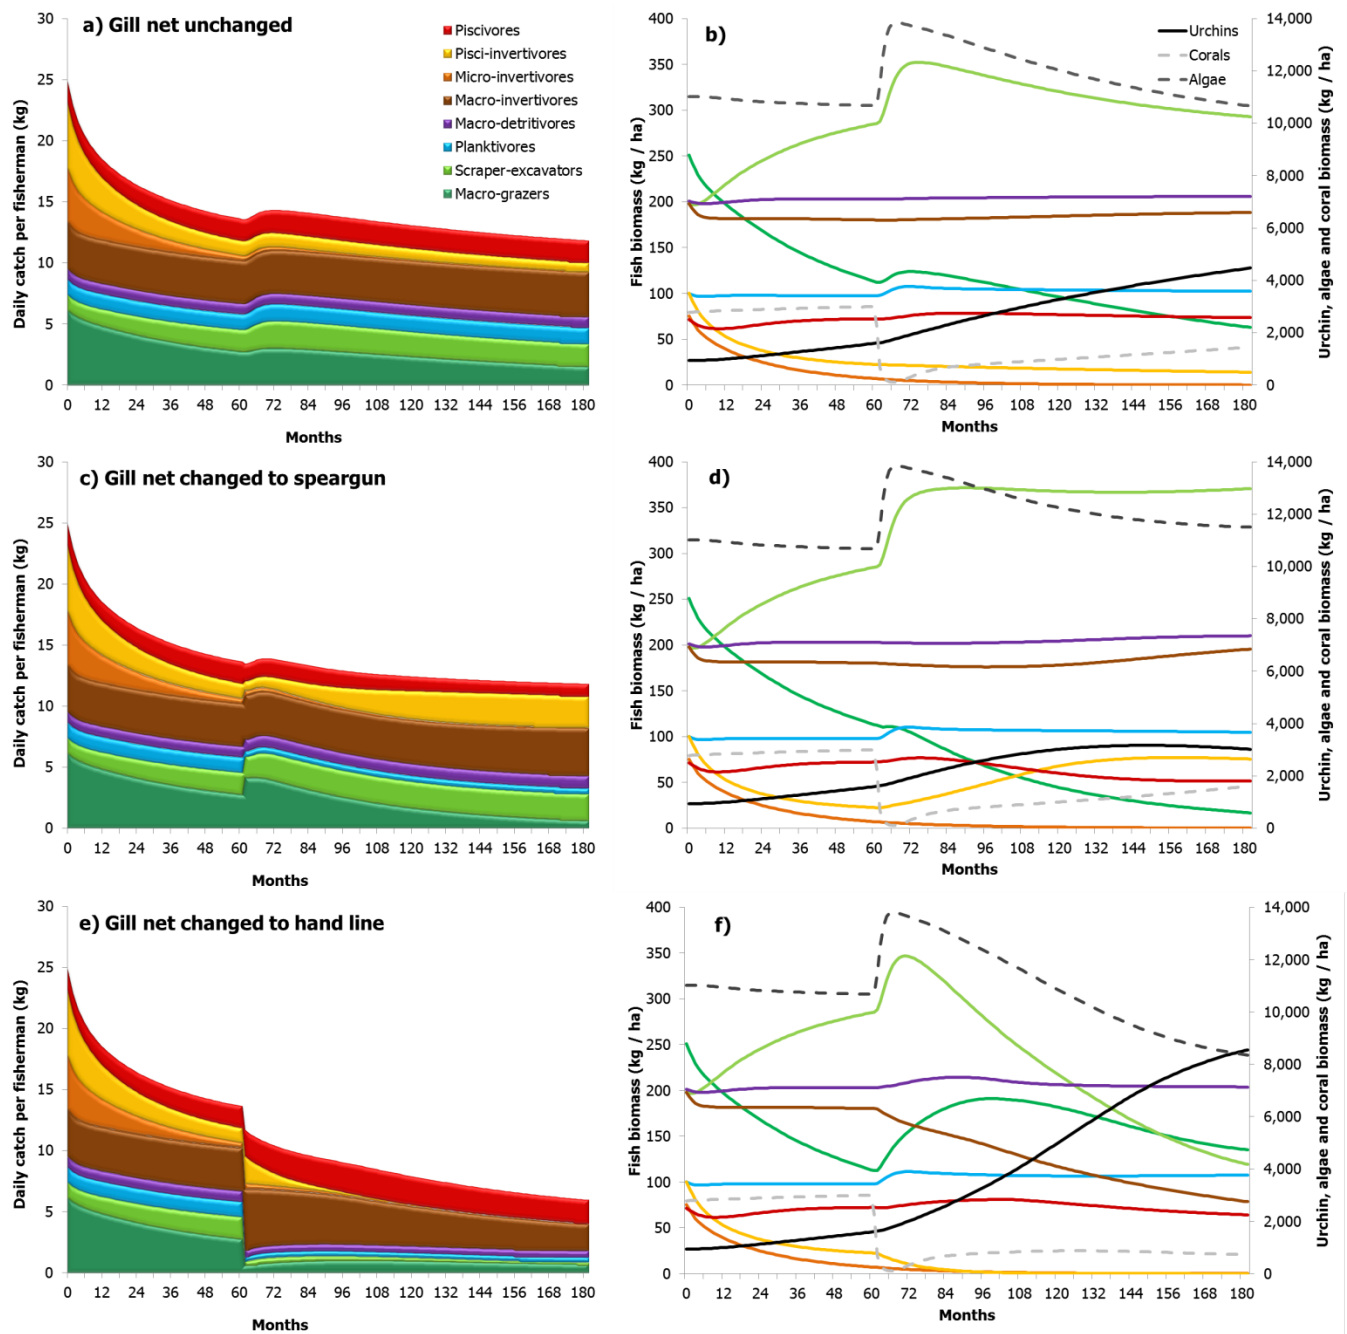 a) Gill net unchanged
Daily catch per fisherman (kg)
30
25
20
15
10
5
0
Piscivores
Pisci-invertivores
Micro-invertivores
Macro-invertivores
Macro-detritivores
Planktivores
Scraper-excavators
Macro-grazers
0 12 24 36 48 60 72 84 96 108 120 132 144 156 168 180
Months
b)
Fish biomass (kg / ha)
400
350
300
250
200
150
100
50
0
Urchins
Corals
Algae
Urchin, algae and coral biomass (kg / ha)
14,000
12,000
10,000
8,000
6,000
4,000
2,000
0
0 12 24 36 48 60 72 84 96 108 120 132 144 156 168 180
Months
c) Gill net changed to speargun
Daily catch per fisherman (kg)
30
25
20
15
10
5
0
0 12 24 36 48 60 72 84 96 108 120 132 144 156 168 180
Months
d)
Fish biomass (kg / ha)
400
350
300
250
200
150
100
50
0
Urchin, algae and coral biomass (kg / ha)
14,000
12,000
10,000
8,000
6,000
4,000
2,000
0
0 12 24 36 48 60 72 84 96 108 120 132 144 156 168 180
Months
e) Gill net changed to hand line
Daily catch per fisherman (kg)
30
25
20
15
10
5
0
0 12 24 36 48 60 72 84 96 108 120 132 144 156 168 180
Months
f)
Fish biomass (kg / ha)
400
350
300
250
200
150
100
50
0
Urchin, algae and coral biomass (kg / ha)
14,000
12,000
10,000
8,000
6,000
4,000
2,000
0
0 12 24 36 48 60 72 84 96 108 120 132 144 156 168 180
Months